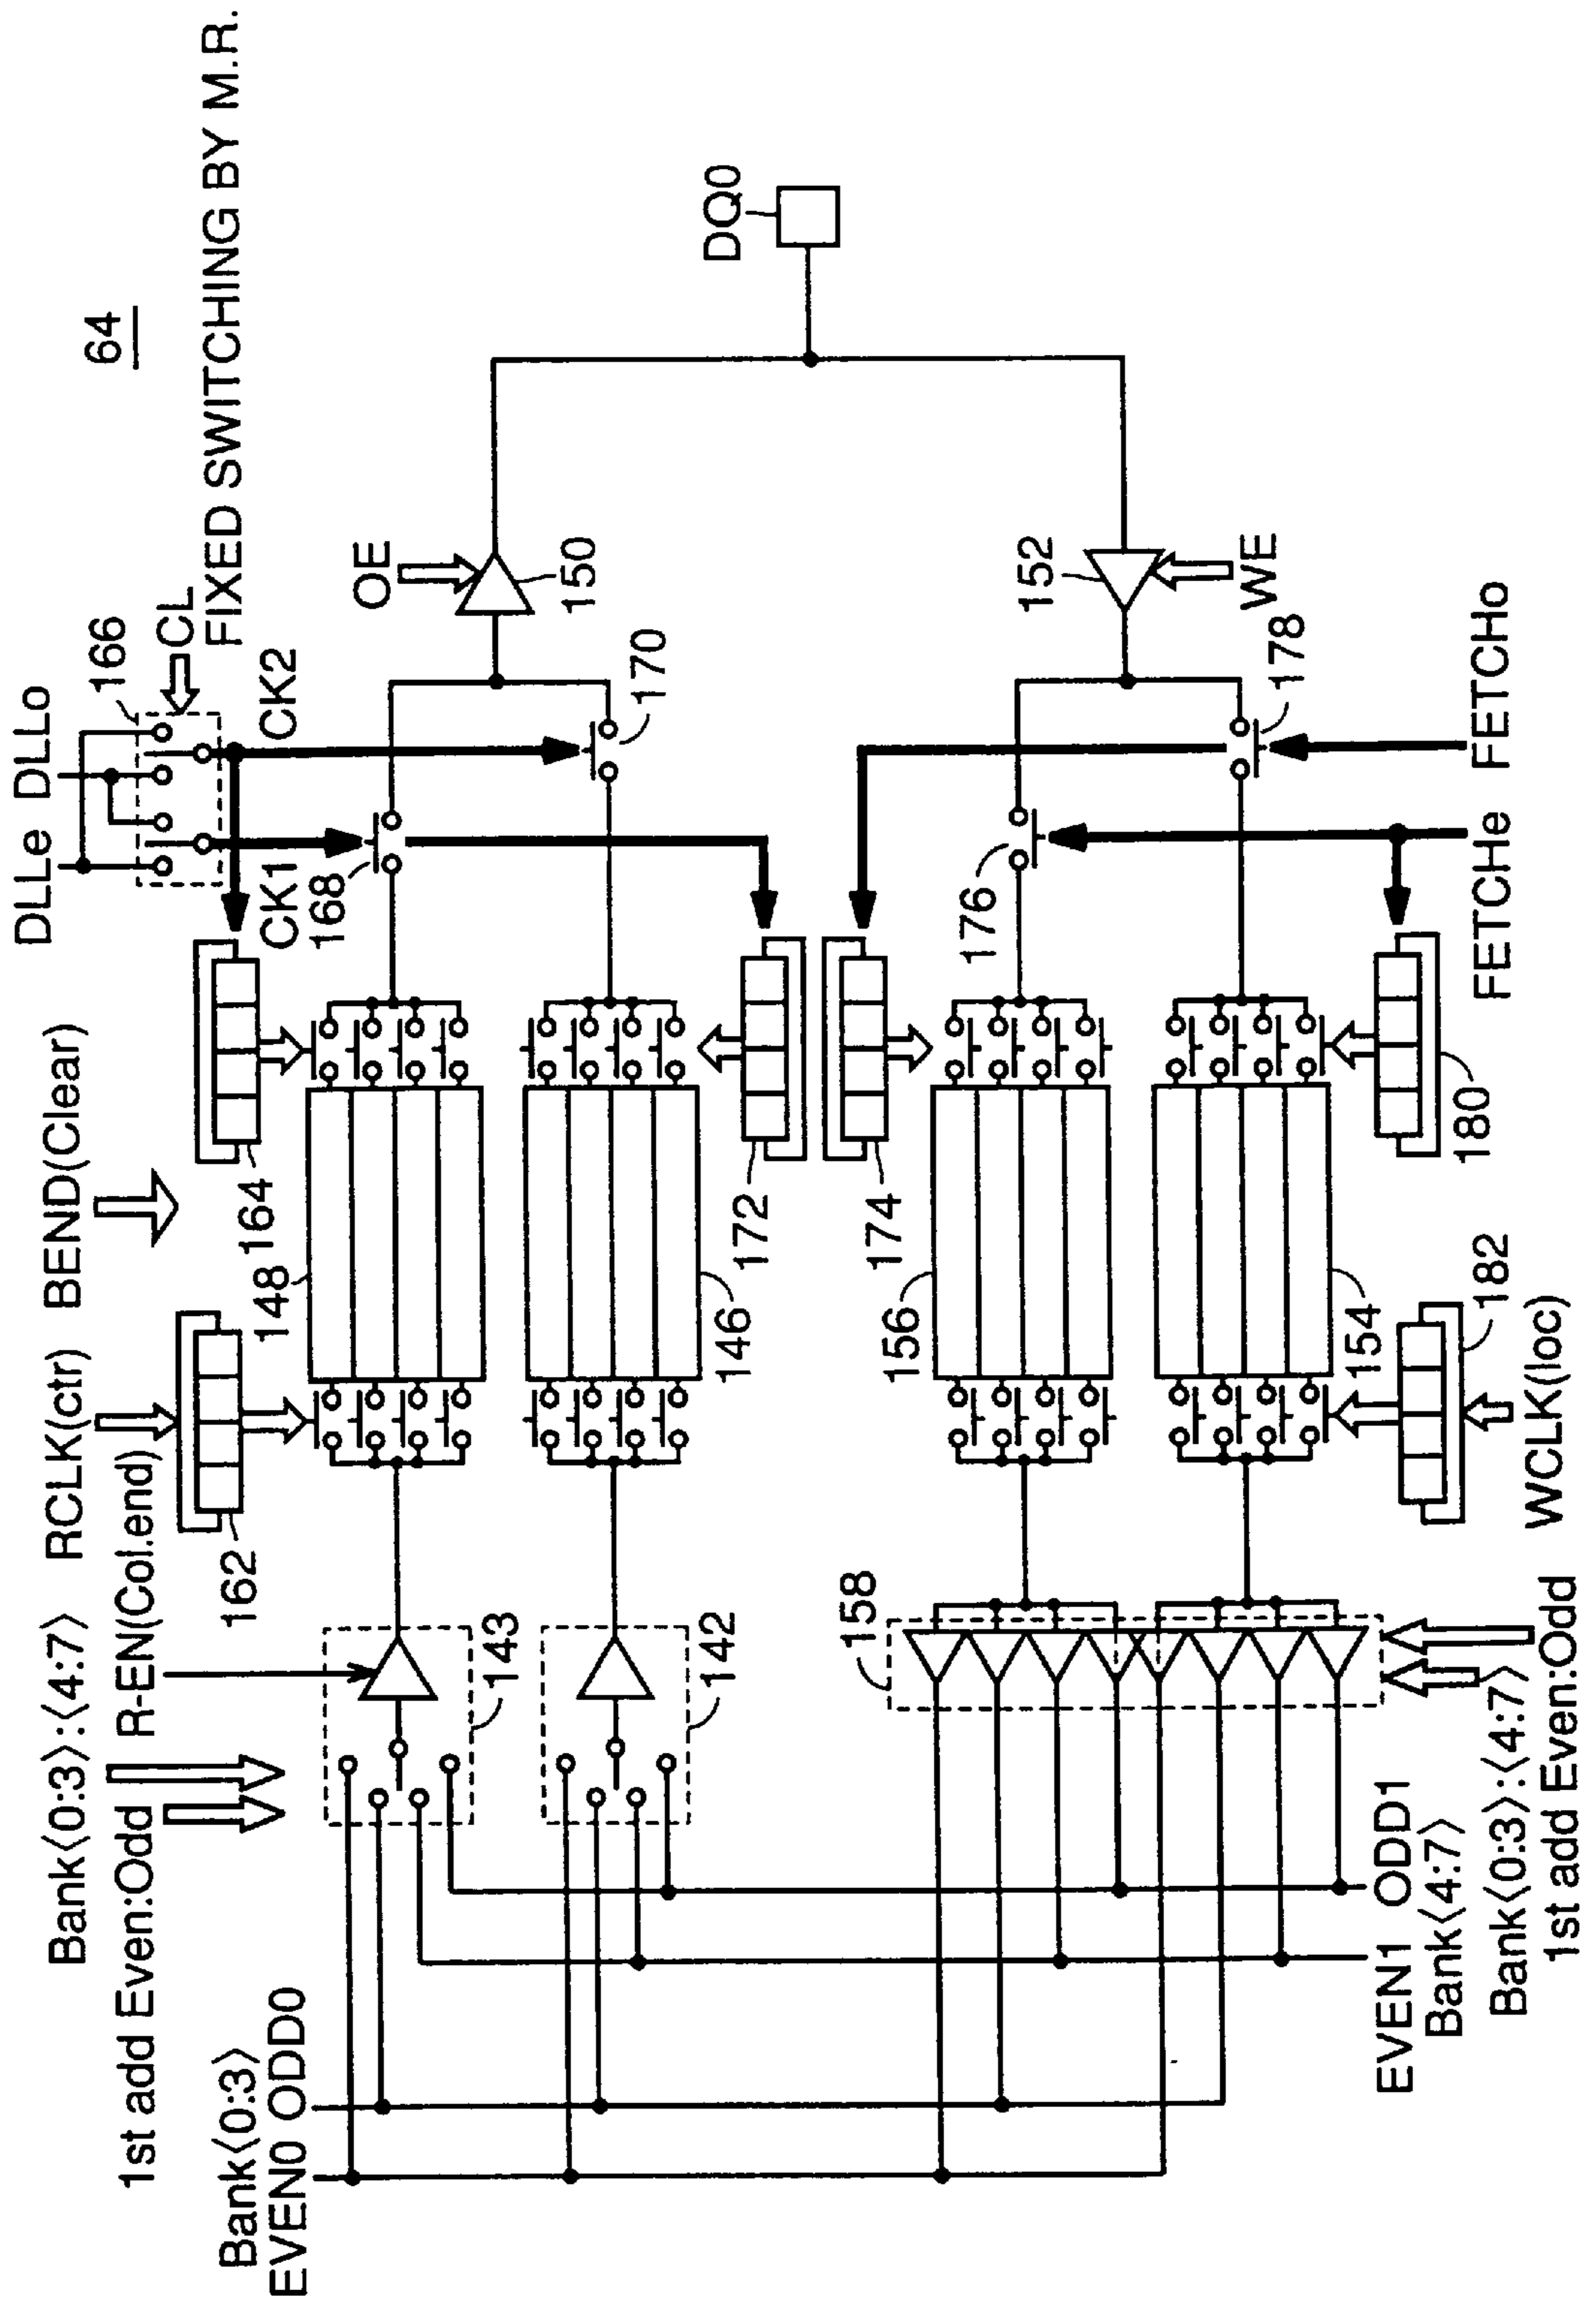 64
FIXED SWITCHING BY M.R.
CL
166
DLLe DLLo
CK2
CK1
168
170
OE
150
DQ0
152
WE
178
176
FETCHo
FETCHe
BEND(Clear)
RCLK(ctr)
R-EN(Col.end)
Bank⟨0:3⟩:⟨4:7⟩
1st add Even:Odd
164
148
162
172
146
174
156
180
182
154
WCLK(loc)
143
142
158
Bank⟨0:3⟩
EVEN0 ODD0
EVEN1 ODD1
Bank⟨4:7⟩
Bank⟨0:3⟩:⟨4:7⟩
1st add Even:Odd